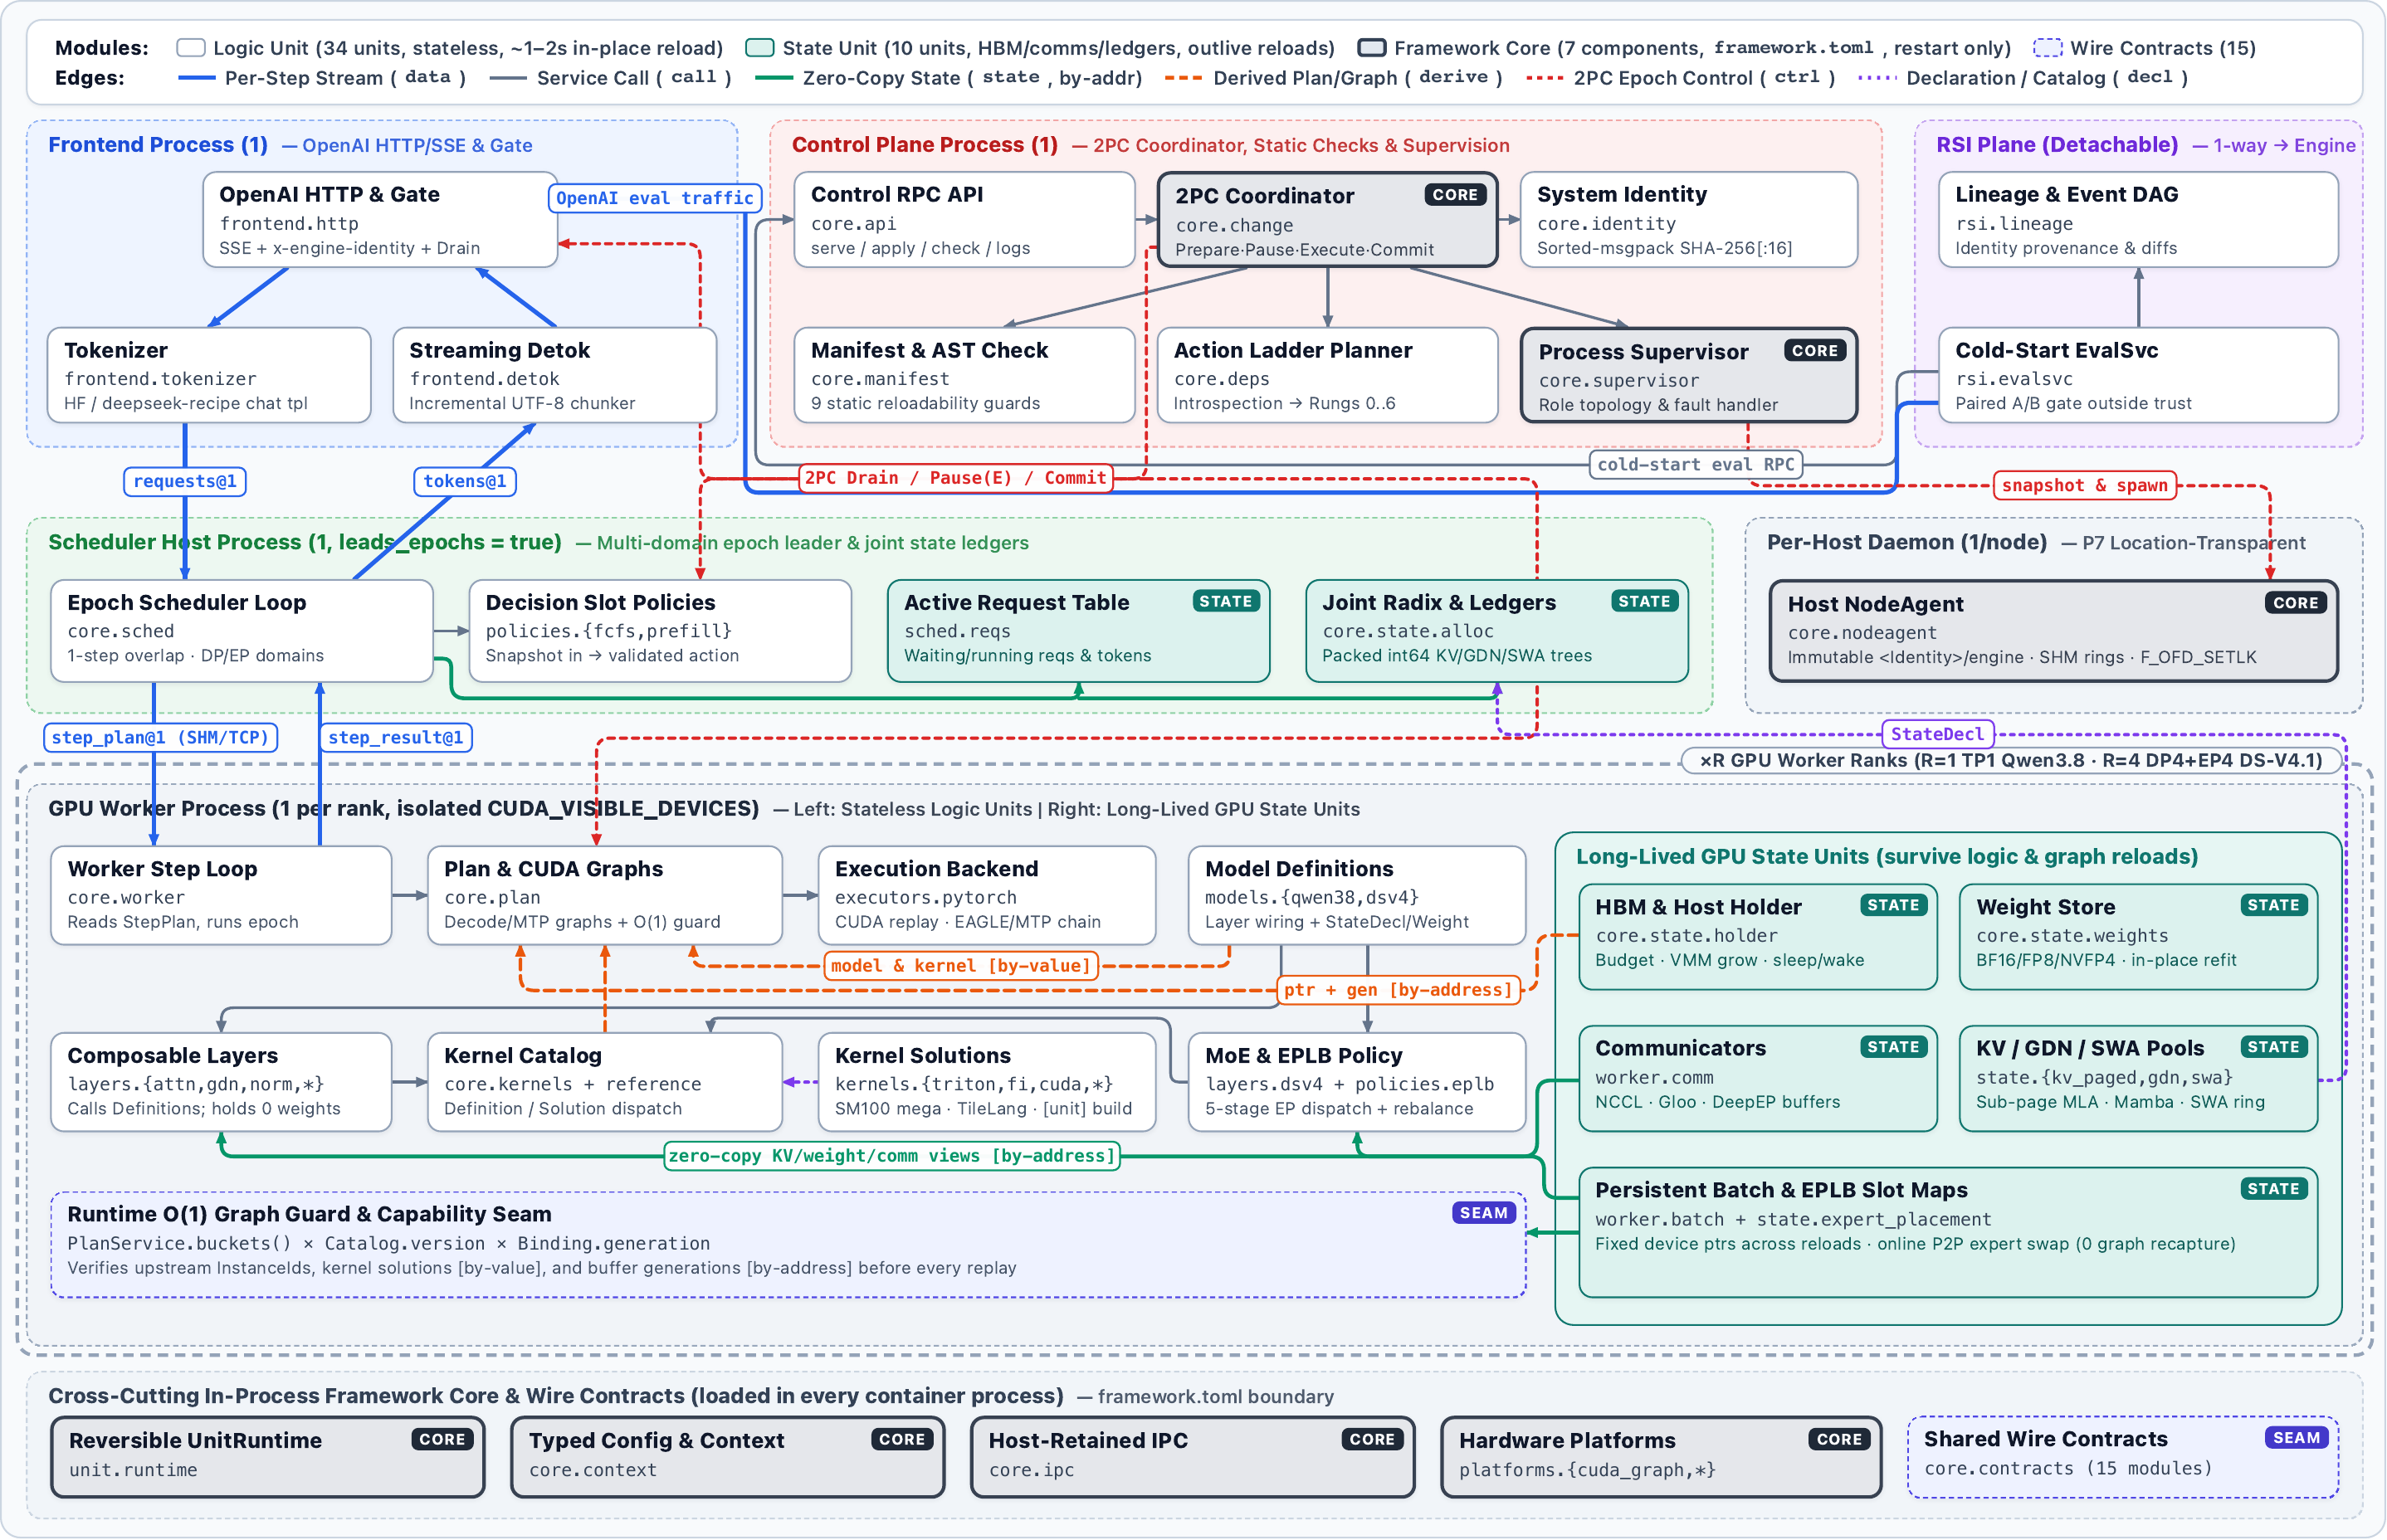 Modules: Logic Unit (34 units, stateless, ~1–2s in-place reload) State Unit (10 units, HBM/comms/ledgers, outlive reloads) Framework Core (7 components, framework.toml , restart only) Wire Contracts (15)
Edges: Per-Step Stream ( data ) Service Call ( call ) Zero-Copy State ( state , by-addr) Derived Plan/Graph ( derive ) 2PC Epoch Control ( ctrl ) Declaration / Catalog ( decl )
Frontend Process (1) — OpenAI HTTP/SSE & Gate
OpenAI HTTP & Gate
frontend.http
SSE + x-engine-identity + Drain
OpenAI eval traffic
Tokenizer
frontend.tokenizer
HF / deepseek-recipe chat tpl
Streaming Detok
frontend.detok
Incremental UTF-8 chunker
Control Plane Process (1) — 2PC Coordinator, Static Checks & Supervision
Control RPC API
core.api
serve / apply / check / logs
2PC Coordinator CORE
core.change
Prepare·Pause·Execute·Commit
System Identity
core.identity
Sorted-msgpack SHA-256[:16]
Manifest & AST Check
core.manifest
9 static reloadability guards
Action Ladder Planner
core.deps
Introspection → Rungs 0..6
Process Supervisor CORE
core.supervisor
Role topology & fault handler
RSI Plane (Detachable) — 1-way → Engine
Lineage & Event DAG
rsi.lineage
Identity provenance & diffs
Cold-Start EvalSvc
rsi.evalsvc
Paired A/B gate outside trust
requests@1
tokens@1
2PC Drain / Pause(E) / Commit
cold-start eval RPC
snapshot & spawn
Scheduler Host Process (1, leads_epochs = true) — Multi-domain epoch leader & joint state ledgers
Epoch Scheduler Loop
core.sched
1-step overlap · DP/EP domains
Decision Slot Policies
policies.{fcfs,prefill}
Snapshot in → validated action
Active Request Table STATE
sched.reqs
Waiting/running reqs & tokens
Joint Radix & Ledgers STATE
core.state.alloc
Packed int64 KV/GDN/SWA trees
Per-Host Daemon (1/node) — P7 Location-Transparent
Host NodeAgent CORE
core.nodeagent
Immutable <Identity>/engine · SHM rings · F_OFD_SETLK
step_plan@1 (SHM/TCP)
step_result@1
StateDecl
×R GPU Worker Ranks (R=1 TP1 Qwen3.8 · R=4 DP4+EP4 DS-V4.1)
GPU Worker Process (1 per rank, isolated CUDA_VISIBLE_DEVICES) — Left: Stateless Logic Units | Right: Long-Lived GPU State Units
Worker Step Loop
core.worker
Reads StepPlan, runs epoch
Plan & CUDA Graphs
core.plan
Decode/MTP graphs + O(1) guard
Execution Backend
executors.pytorch
CUDA replay · EAGLE/MTP chain
Model Definitions
models.{qwen38,dsv4}
Layer wiring + StateDecl/Weight
model & kernel [by-value]
ptr + gen [by-address]
Composable Layers
layers.{attn,gdn,norm,*}
Calls Definitions; holds 0 weights
Kernel Catalog
core.kernels + reference
Definition / Solution dispatch
Kernel Solutions
kernels.{triton,fi,cuda,*}
SM100 mega · TileLang · [unit] build
MoE & EPLB Policy
layers.dsv4 + policies.eplb
5-stage EP dispatch + rebalance
zero-copy KV/weight/comm views [by-address]
Runtime O(1) Graph Guard & Capability Seam SEAM
PlanService.buckets() × Catalog.version × Binding.generation
Verifies upstream InstanceIds, kernel solutions [by-value], and buffer generations [by-address] before every replay
Long-Lived GPU State Units (survive logic & graph reloads)
HBM & Host Holder STATE
core.state.holder
Budget · VMM grow · sleep/wake
Weight Store STATE
core.state.weights
BF16/FP8/NVFP4 · in-place refit
Communicators STATE
worker.comm
NCCL · Gloo · DeepEP buffers
KV / GDN / SWA Pools STATE
state.{kv_paged,gdn,swa}
Sub-page MLA · Mamba · SWA ring
Persistent Batch & EPLB Slot Maps STATE
worker.batch + state.expert_placement
Fixed device ptrs across reloads · online P2P expert swap (0 graph recapture)
Cross-Cutting In-Process Framework Core & Wire Contracts (loaded in every container process) — framework.toml boundary
Reversible UnitRuntime CORE
unit.runtime
Typed Config & Context CORE
core.context
Host-Retained IPC CORE
core.ipc
Hardware Platforms CORE
platforms.{cuda_graph,*}
Shared Wire Contracts SEAM
core.contracts (15 modules)